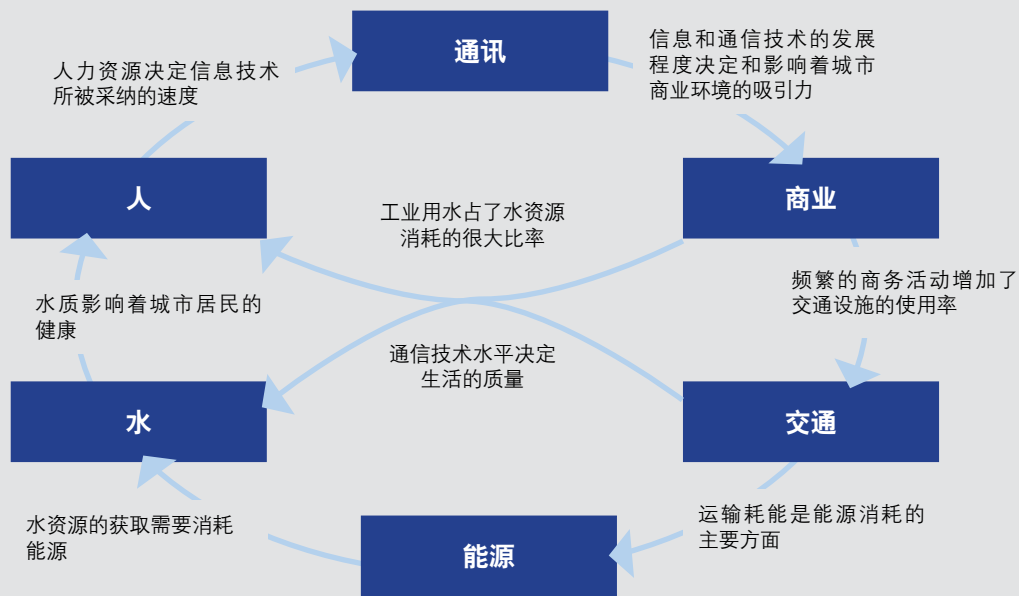 通讯
人力资源决定信息技术
所被采纳的速度
信息和通信技术的发展
程度决定和影响着城市
商业环境的吸引力
人
商业
工业用水占了水资源
消耗的很大比率
水质影响着城市居民的
健康
频繁的商务活动增加了
交通设施的使用率
通信技术水平决定
生活的质量
水
交通
水资源的获取需要消耗
能源
能源
运输耗能是能源消耗的
主要方面